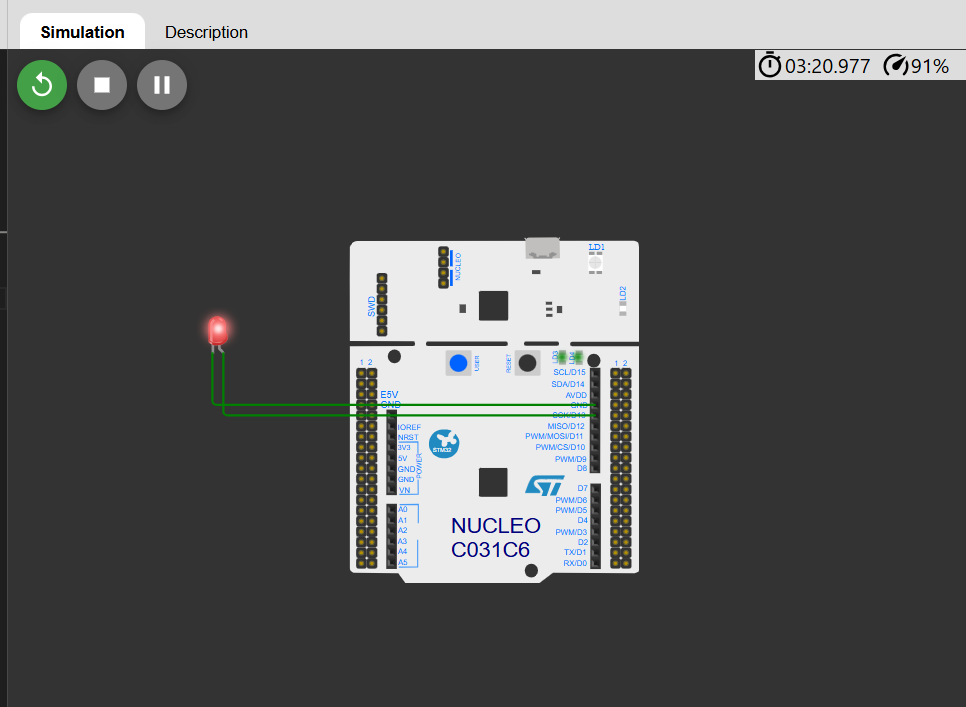 Simulation Description
03:20.977 91%
LD1
NUCLEO
SWD
LD2
USER
RESET
LD3
LD4
1 2
1 2
E5V
GND
IOREF
NRST
3V3
5V
GND
GND
VN
POWER
A0
A1
A2
A3
A4
A5
STM32
SCL/D15
SDA/D14
AVDD
GND
SCK/D13
MISO/D12
PWM/MOSI/D11
PWM/CS/D10
PWM/D9
D8
D7
PWM/D6
PWM/D5
D4
PWM/D3
D2
TX/D1
RX/D0
ST
NUCLEO
C031C6